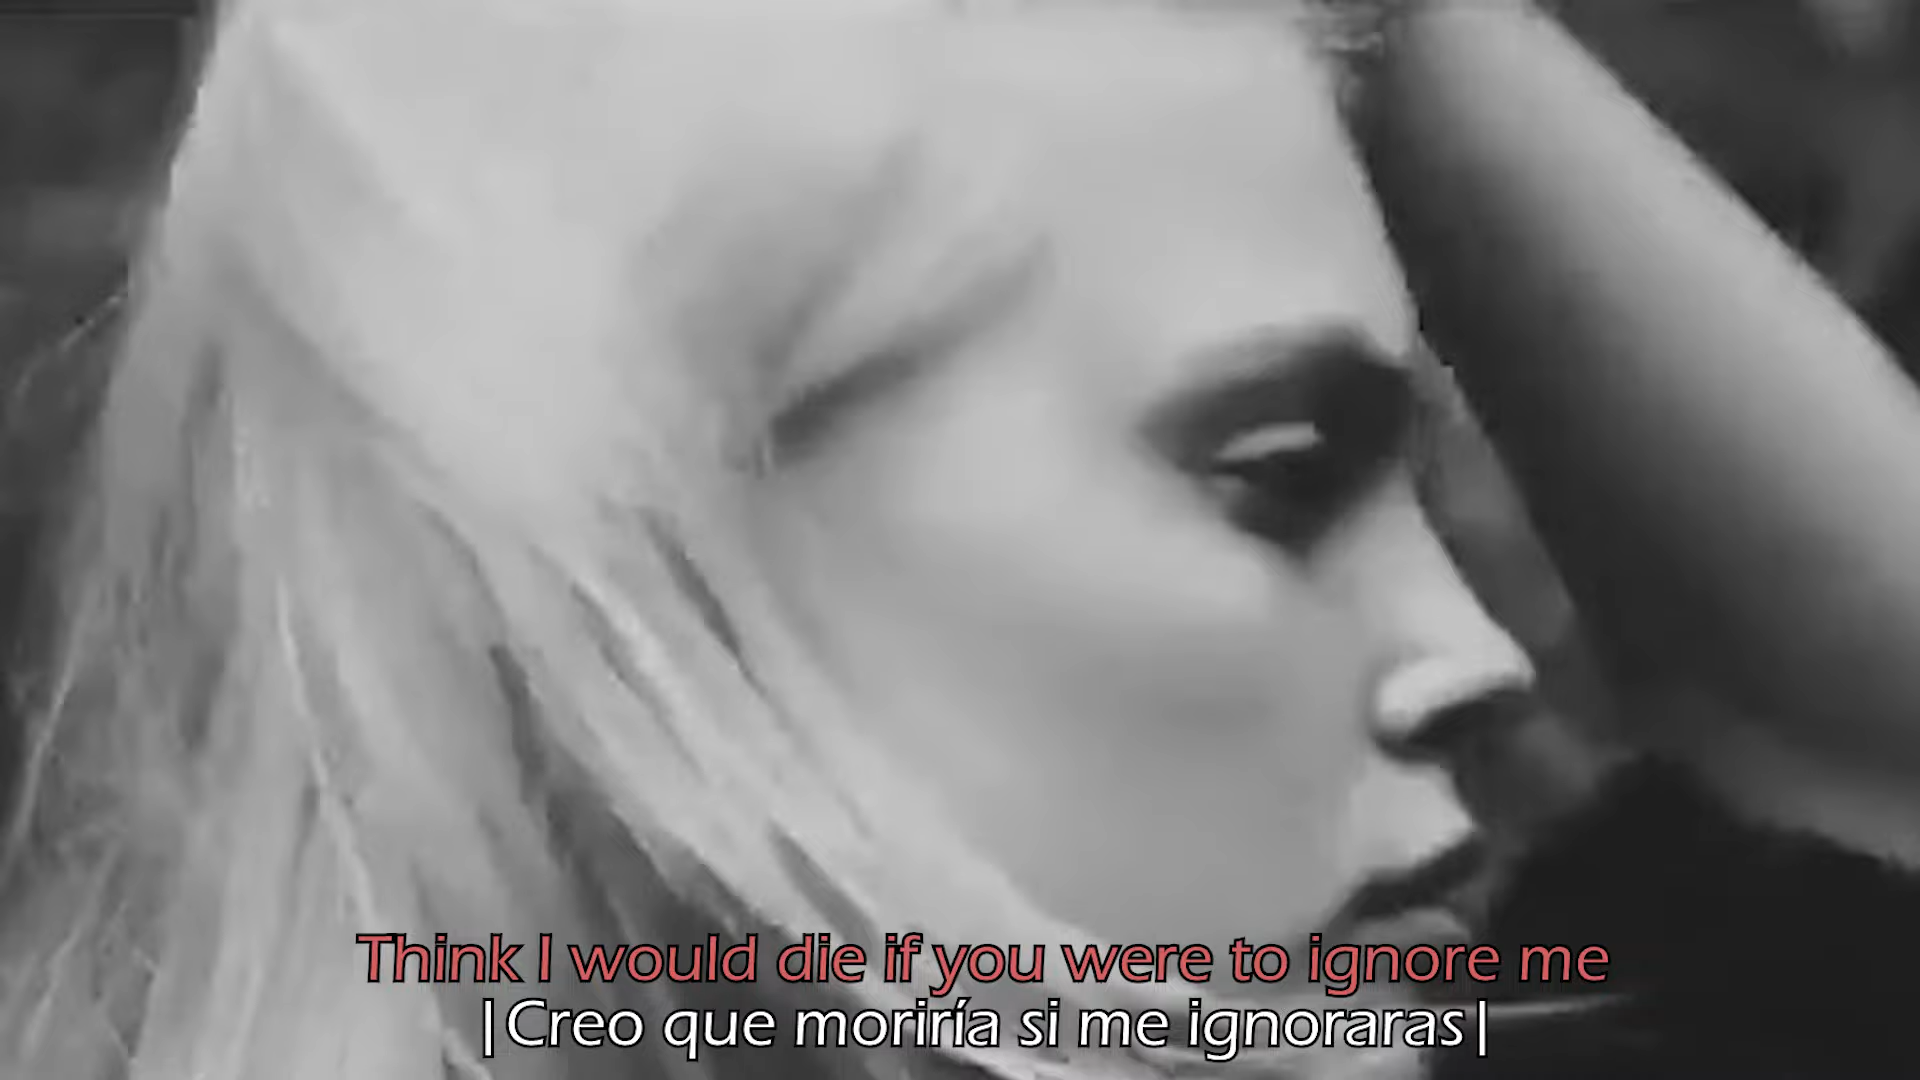 Think I would die if you were to ignore me
|Creo que moriría si me ignoraras|